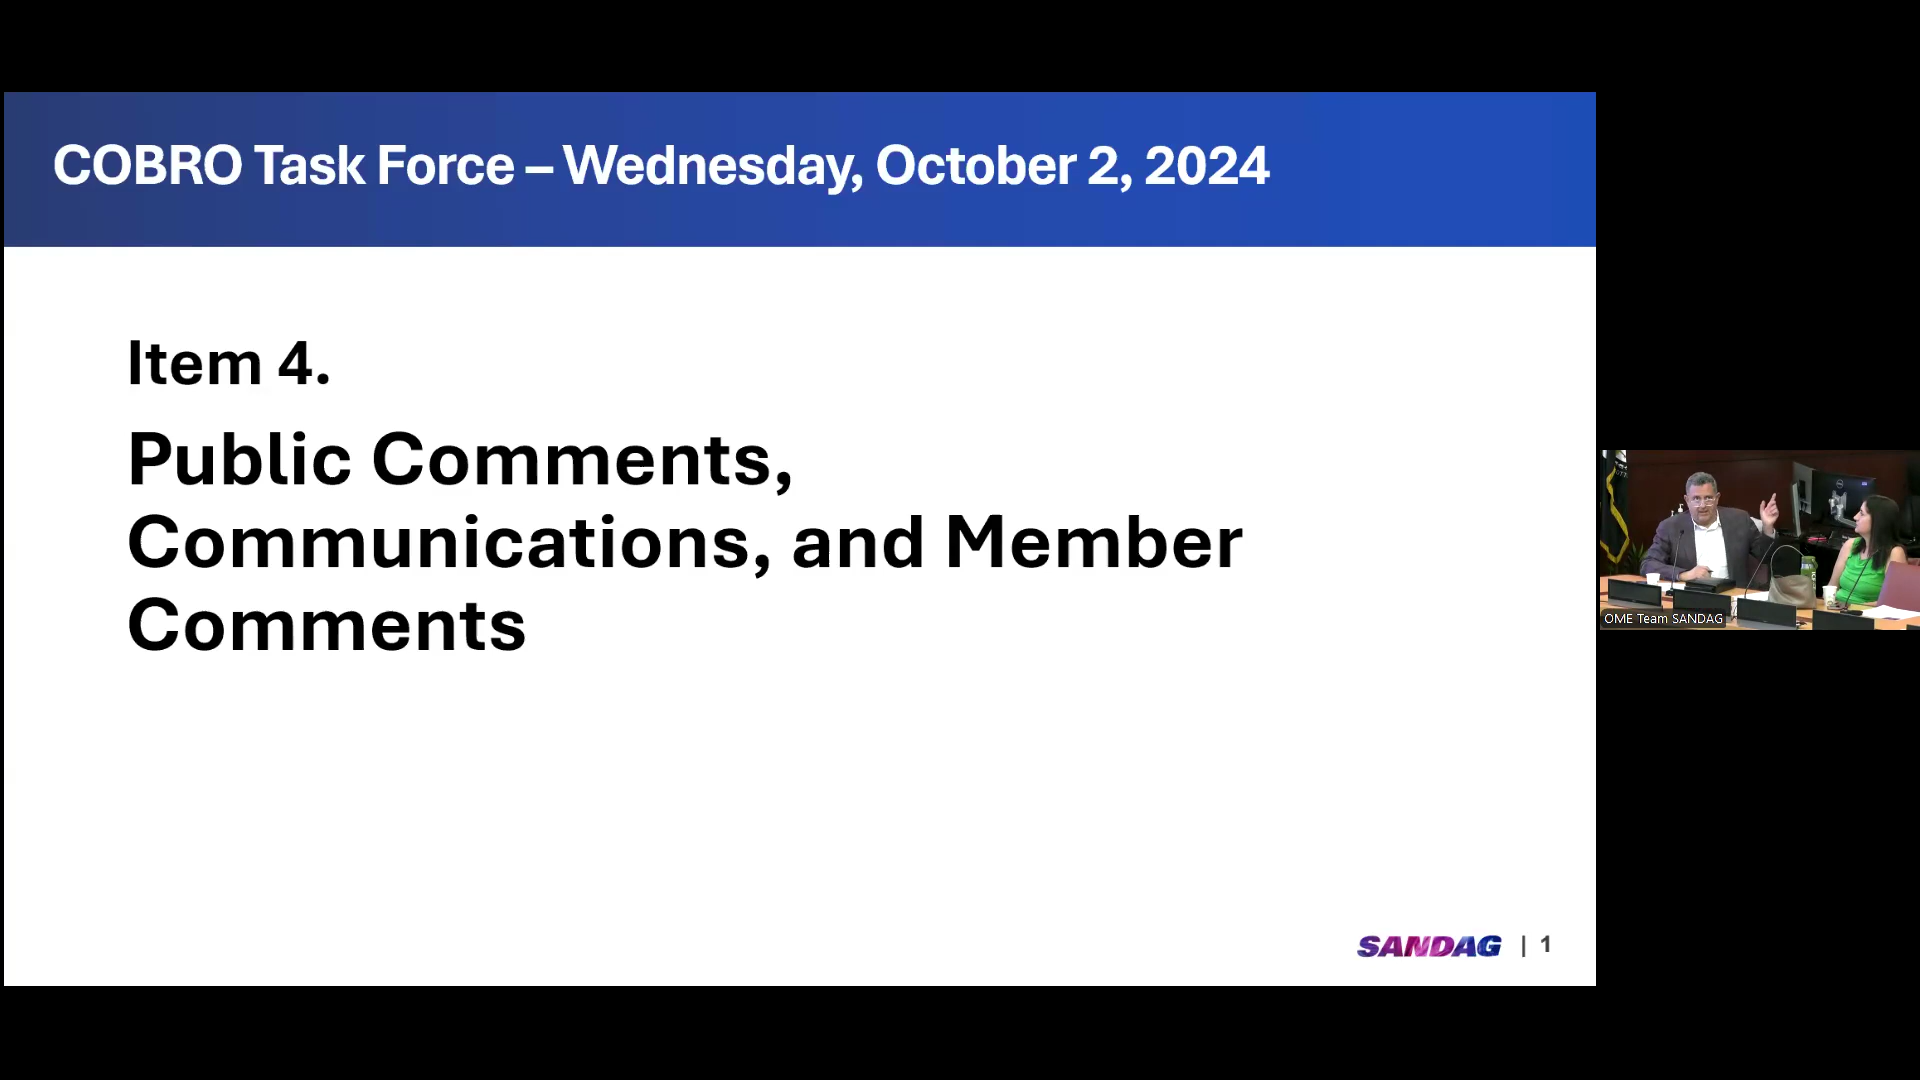 COBRO Task Force – Wednesday, October 2, 2024
Item 4.
Public Comments,
Communications, and Member
Comments
SANDAG | 1
OME Team SANDAG